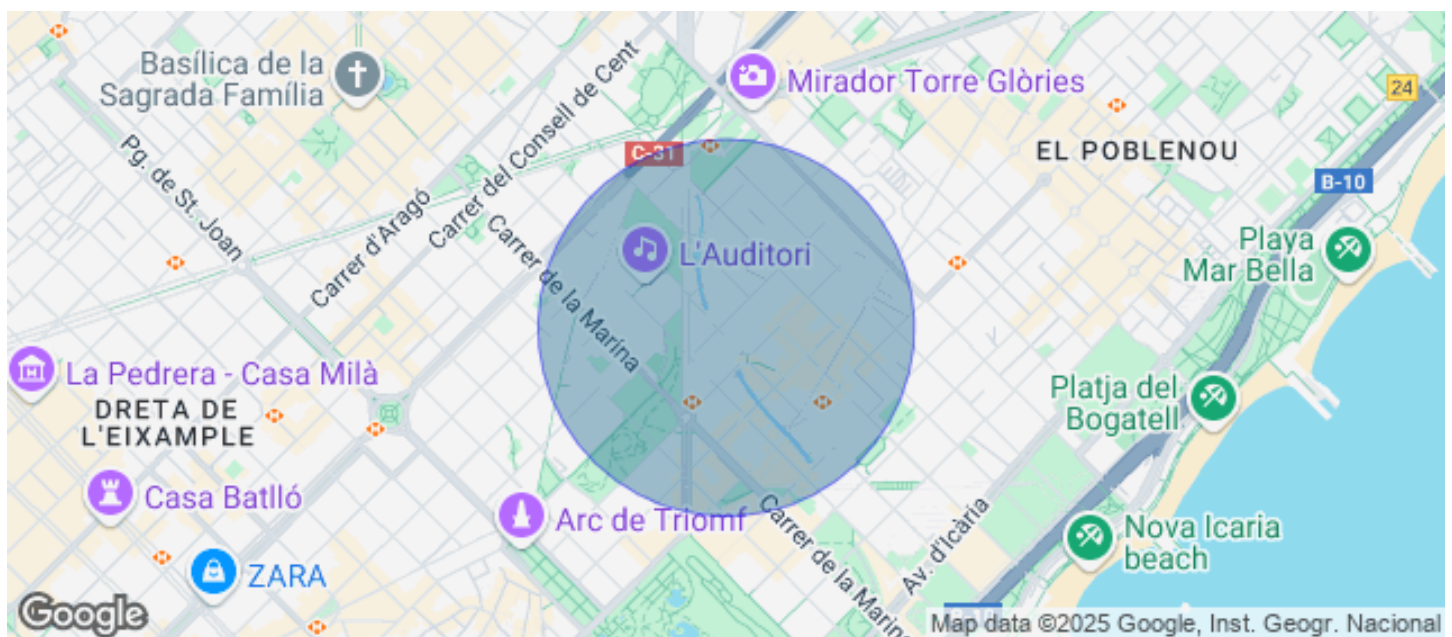 Basílica de la
Sagrada Família
Mirador Torre Glòries
24
C-31
EL POBLENOU
B-10
Pg. de St. Joan
Carrer d'Aragó
Carrer del Consell de Cent
Carrer de la Marina
L'Auditori
Playa
Mar Bella
La Pedrera - Casa Milà
DRETA DE
L'EIXAMPLE
Platja del
Bogatell
Casa Batlló
Arc de Triomf
Carrer de la Marina
Av. d'Icària
Nova Icaria
beach
ZARA
B-10
Google
Map data ©2025 Google, Inst. Geogr. Nacional